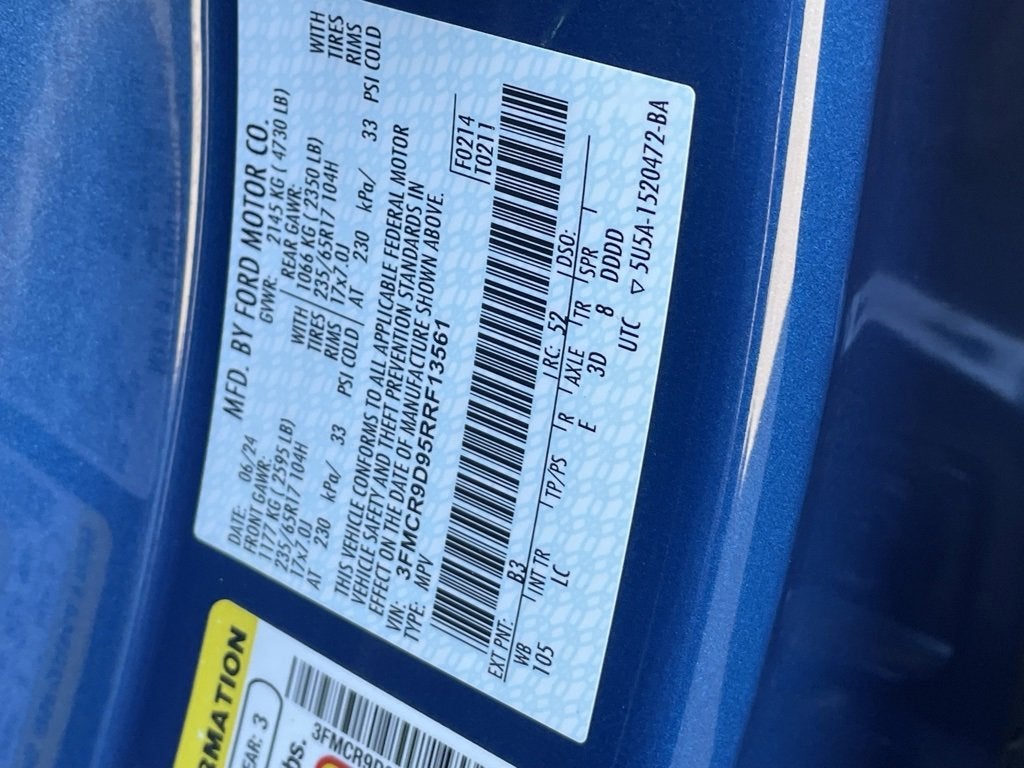 MFD. BY FORD MOTOR CO.
DATE: 06/24 GVWR: 2145 KG ( 4730 LB)
FRONT GAWR: REAR GAWR:
1177 KG ( 2595 LB) WITH 1066 KG ( 2350 LB) WITH
235/65R17 104H TIRES 235/65R17 104H TIRES
17x7.0J RIMS 17x7.0J RIMS
AT 230 kPa/ 33 PSI COLD AT 230 kPa/ 33 PSI COLD
THIS VEHICLE CONFORMS TO ALL APPLICABLE FEDERAL MOTOR
VEHICLE SAFETY AND THEFT PREVENTION STANDARDS IN
EFFECT ON THE DATE OF MANUFACTURE SHOWN ABOVE.
VIN: 3FMCR9D95RRF13561
TYPE: MPV
F0214
T0211
EXT PNT: B3 RC: 52 DSO:
WB INT TR TP/PS R AXLE TR SPR
105 LC E 3D 8 DDDD
UTC ▽ 5U5A-1520472-BA
RMATION
EAR: 3
bs.
3FMCR9D